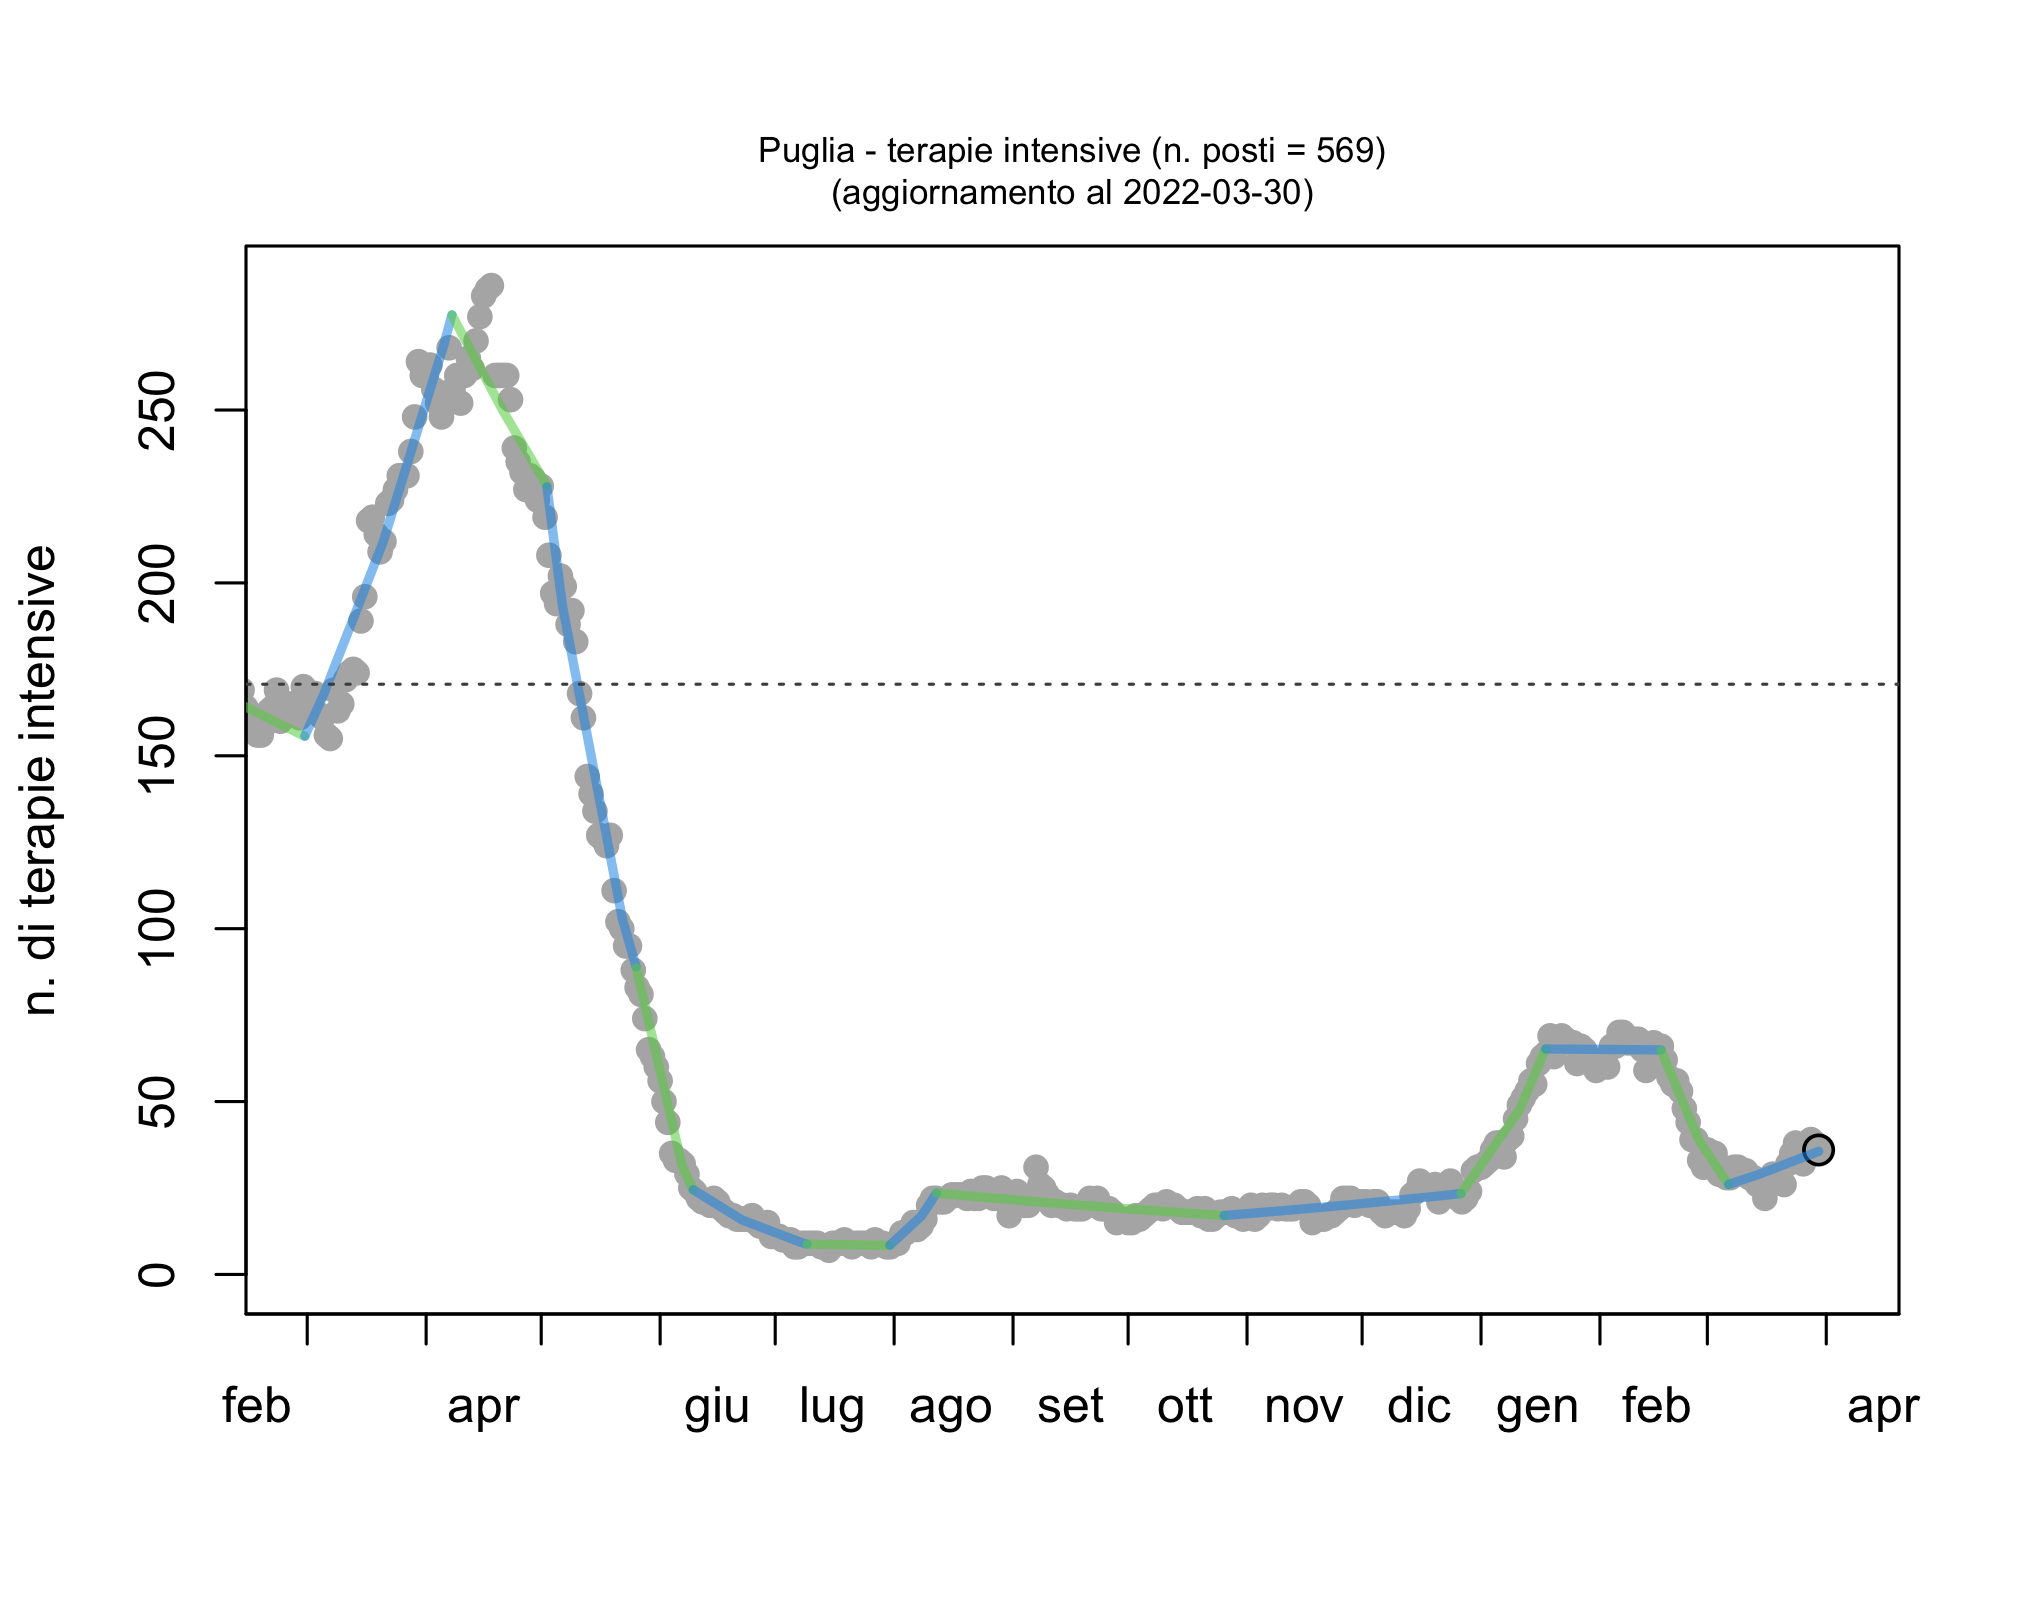 Puglia - terapie intensive (n. posti = 569)
(aggiornamento al 2022-03-30)
n. di terapie intensive
250
200
150
100
50
0
feb apr giu lug ago set ott nov dic gen feb apr